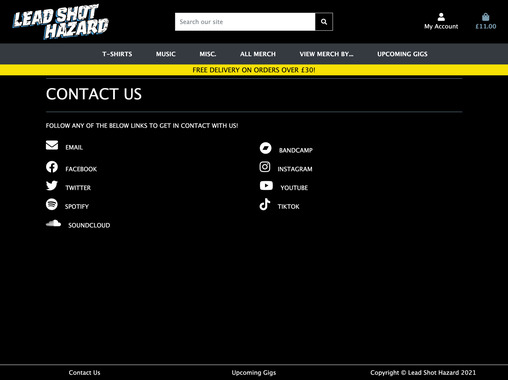 LEAD SHOT
HAZARD
Search our site
My Account
£11.00
T-SHIRTS MUSIC MISC. ALL MERCH VIEW MERCH BY... UPCOMING GIGS
FREE DELIVERY ON ORDERS OVER £30!
CONTACT US
FOLLOW ANY OF THE BELOW LINKS TO GET IN CONTACT WITH US!
EMAIL
BANDCAMP
FACEBOOK
INSTAGRAM
TWITTER
YOUTUBE
SPOTIFY
TIKTOK
SOUNDCLOUD
Contact Us
Upcoming Gigs
Copyright © Lead Shot Hazard 2021